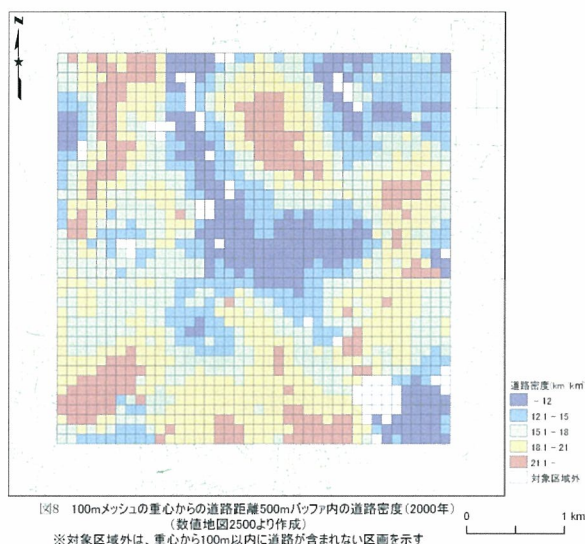 N
道路密度(km/km²
-12
12.1-15
15.1-18
18.1-21
21.1-
対象区域外
図8 100mメッシュの重心からの道路距離500mバッファ内の道路密度(2000年)
(数値地図2500より作成)
※対象区域外は、重心から100m以内に道路が含まれない区画を示す
0 1 km